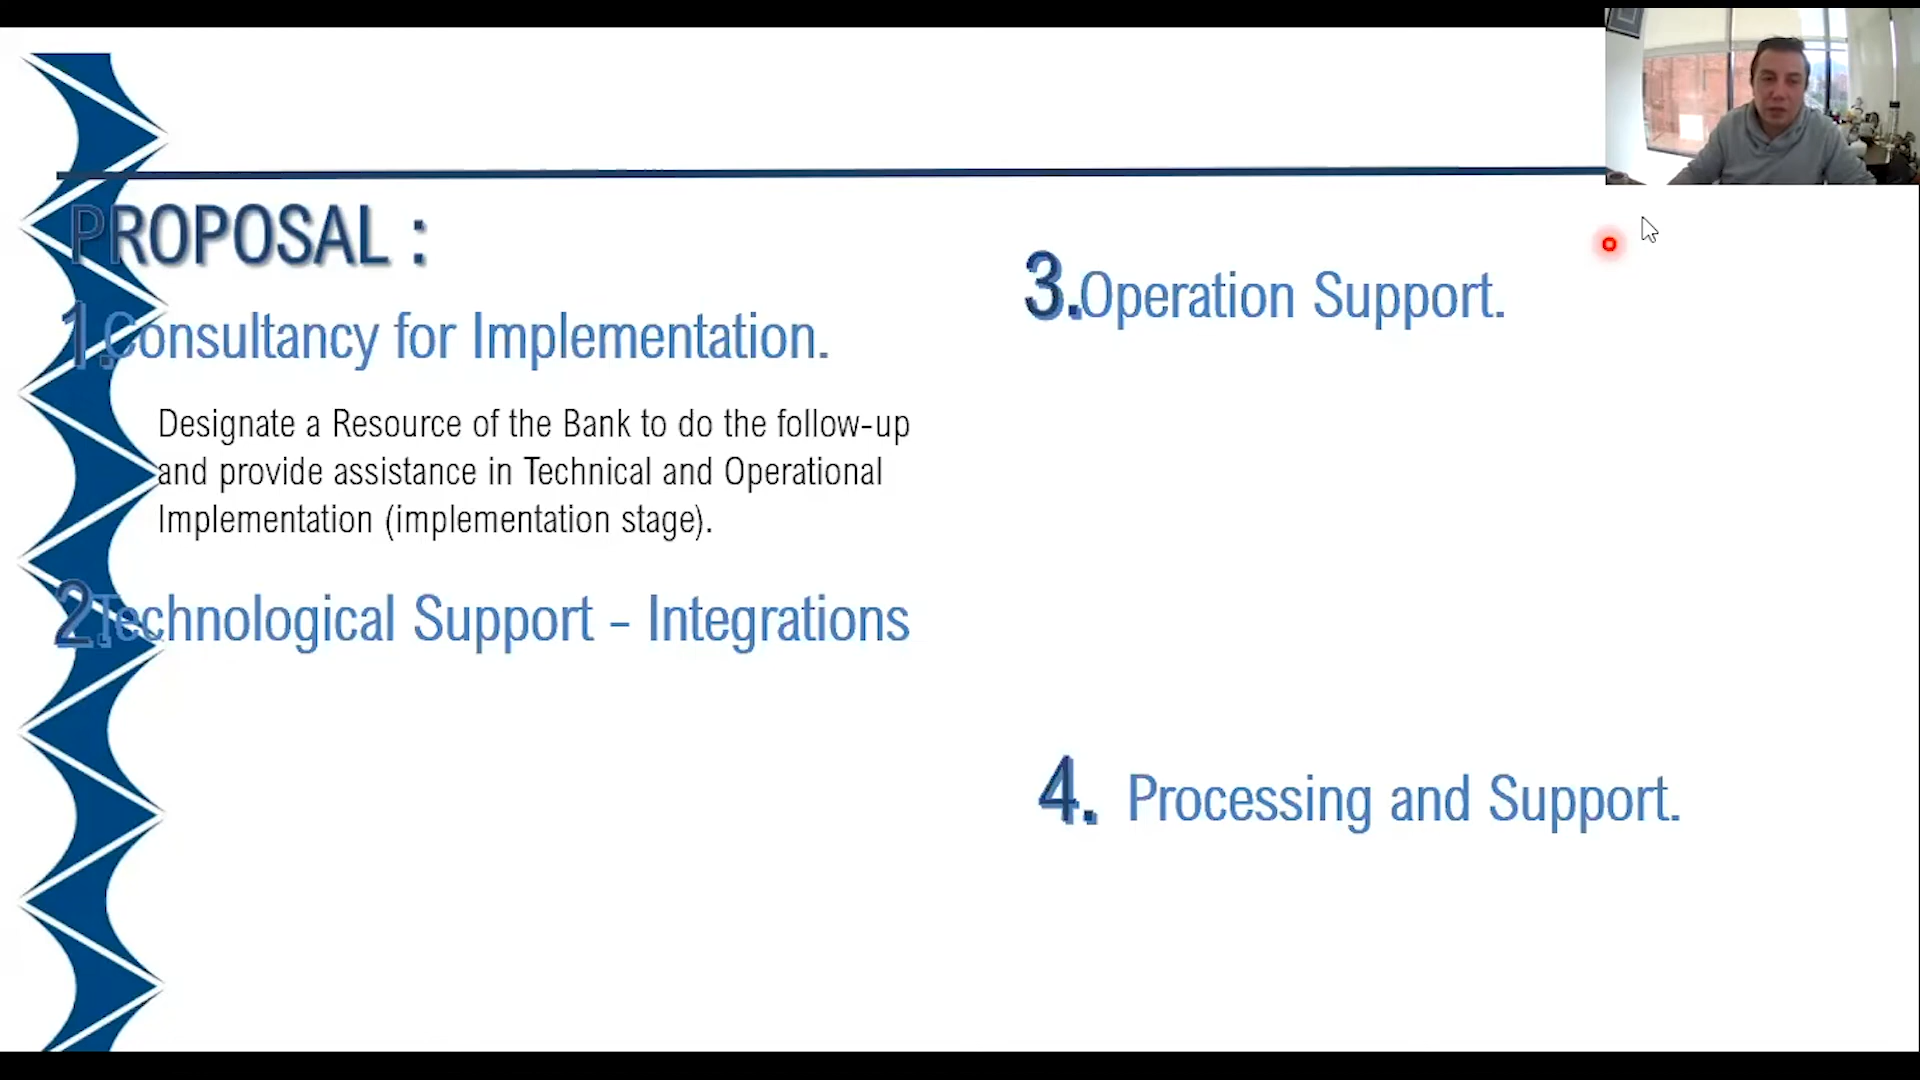 PROPOSAL :
1.Consultancy for Implementation.
Designate a Resource of the Bank to do the follow-up
and provide assistance in Technical and Operational
Implementation (implementation stage).
2.Technological Support - Integrations
3.Operation Support.
4. Processing and Support.